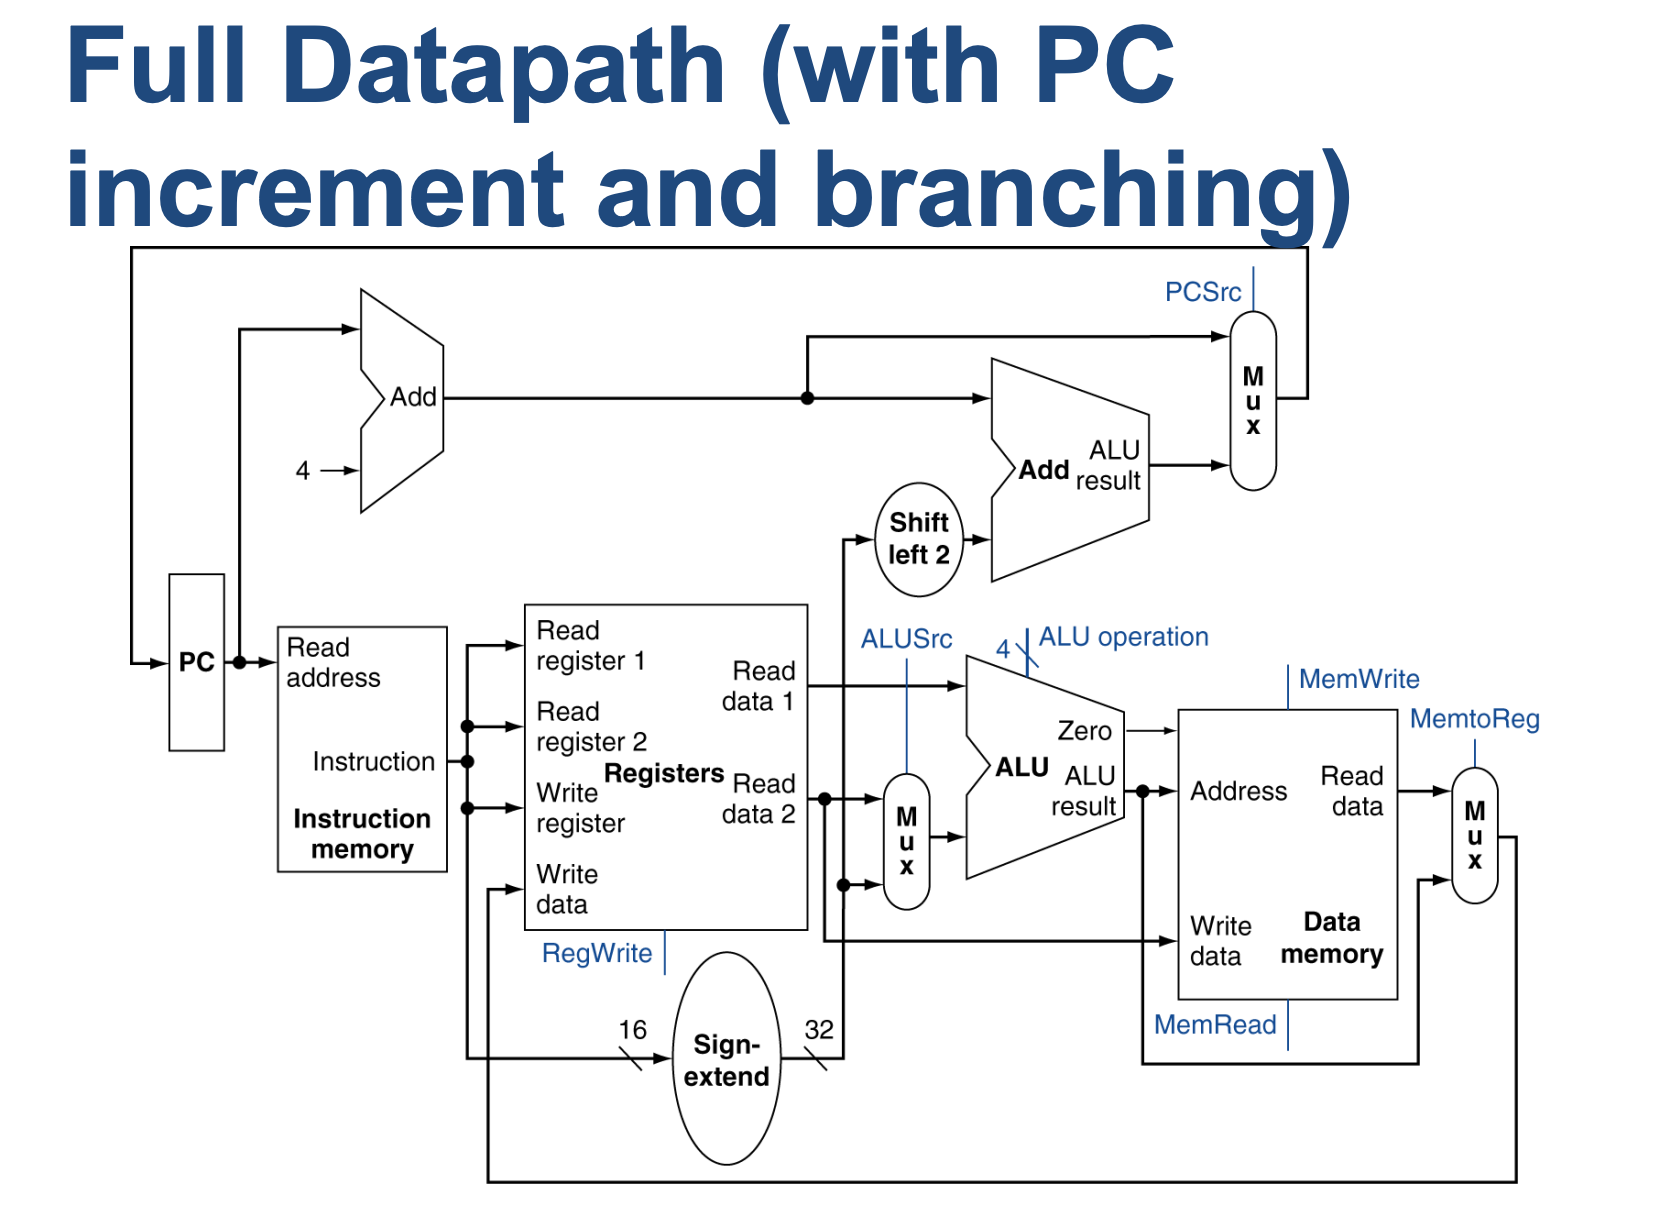 Full Datapath (with PC
increment and branching)
PCSrc
Add
4
M
u
x
Add
ALU
result
Shift
left 2
PC
Read
address
Instruction
Instruction
memory
Read
register 1
Read
register 2
Write
register
Write
data
Registers
Read
data 1
Read
data 2
RegWrite
16
Sign-
extend
32
ALUSrc
M
u
x
4
ALU operation
Zero
ALU
ALU
result
MemWrite
Address
Read
data
Write
data
Data
memory
MemRead
MemtoReg
M
u
x